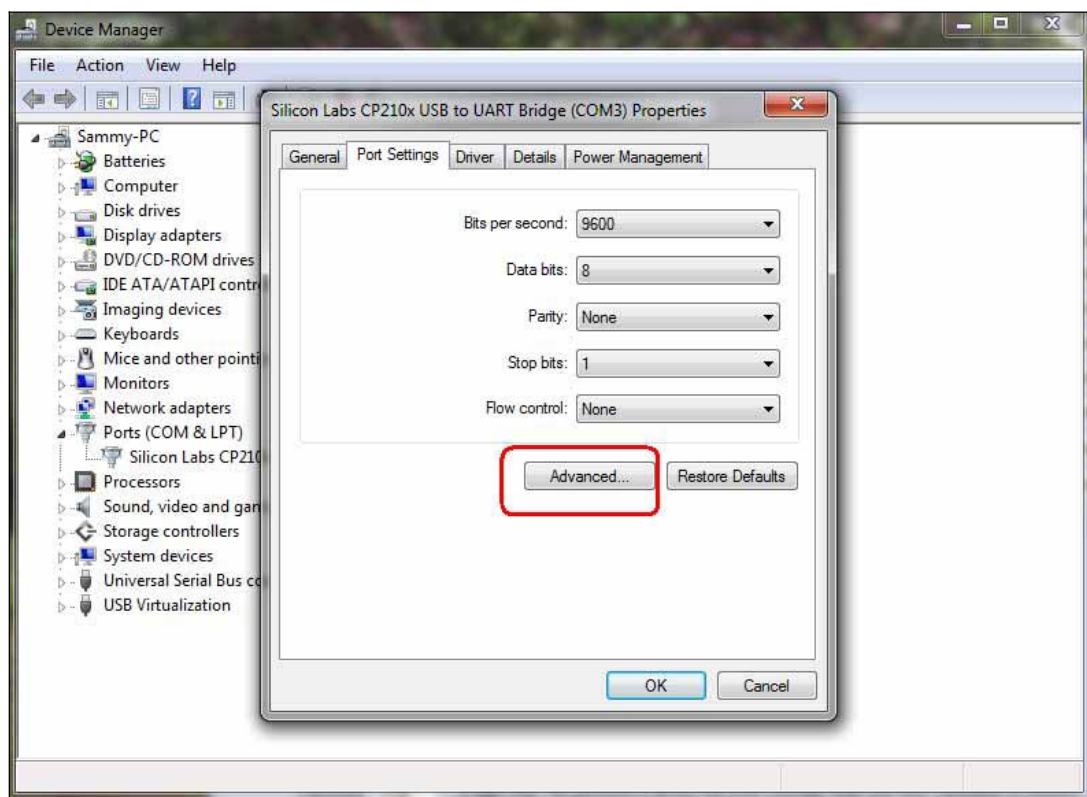 Device Manager
File Action View Help
Silicon Labs CP210x USB to UART Bridge (COM3) Properties
Sammy-PC
Batteries
Computer
Disk drives
Display adapters
DVD/CD-ROM drives
IDE ATA/ATAPI contr
Imaging devices
Keyboards
Mice and other pointi
Monitors
Network adapters
Ports (COM & LPT)
Silicon Labs CP210
Processors
Sound, video and gan
Storage controllers
System devices
Universal Serial Bus co
USB Virtualization
General Port Settings Driver Details Power Management
Bits per second: 9600
Data bits: 8
Parity: None
Stop bits: 1
Flow control: None
Advanced... Restore Defaults
OK Cancel